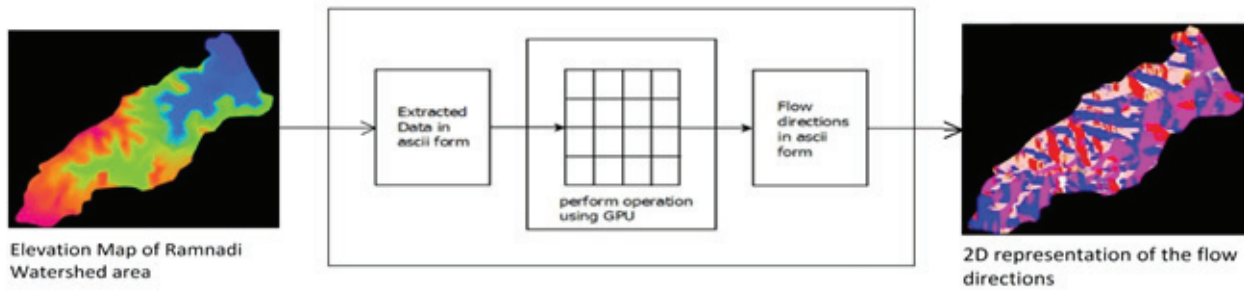 Elevation Map of Ramnadi
Watershed area
Extracted
Data in
ascii form
perform operation
using GPU
Flow
directions
in ascii
form
2D representation of the flow
directions